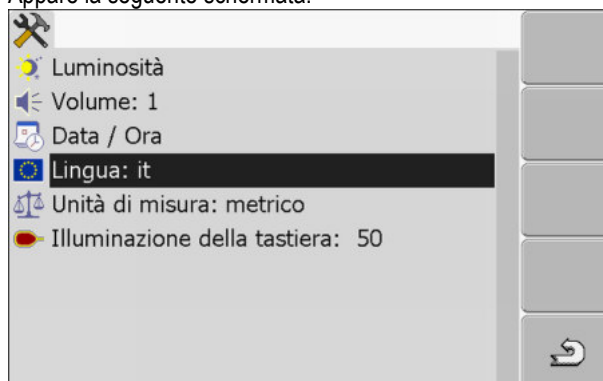 Appare la seguente schermata:
Luminosità
Volume: 1
Data / Ora
Lingua: it
Unità di misura: metrico
Illuminazione della tastiera: 50